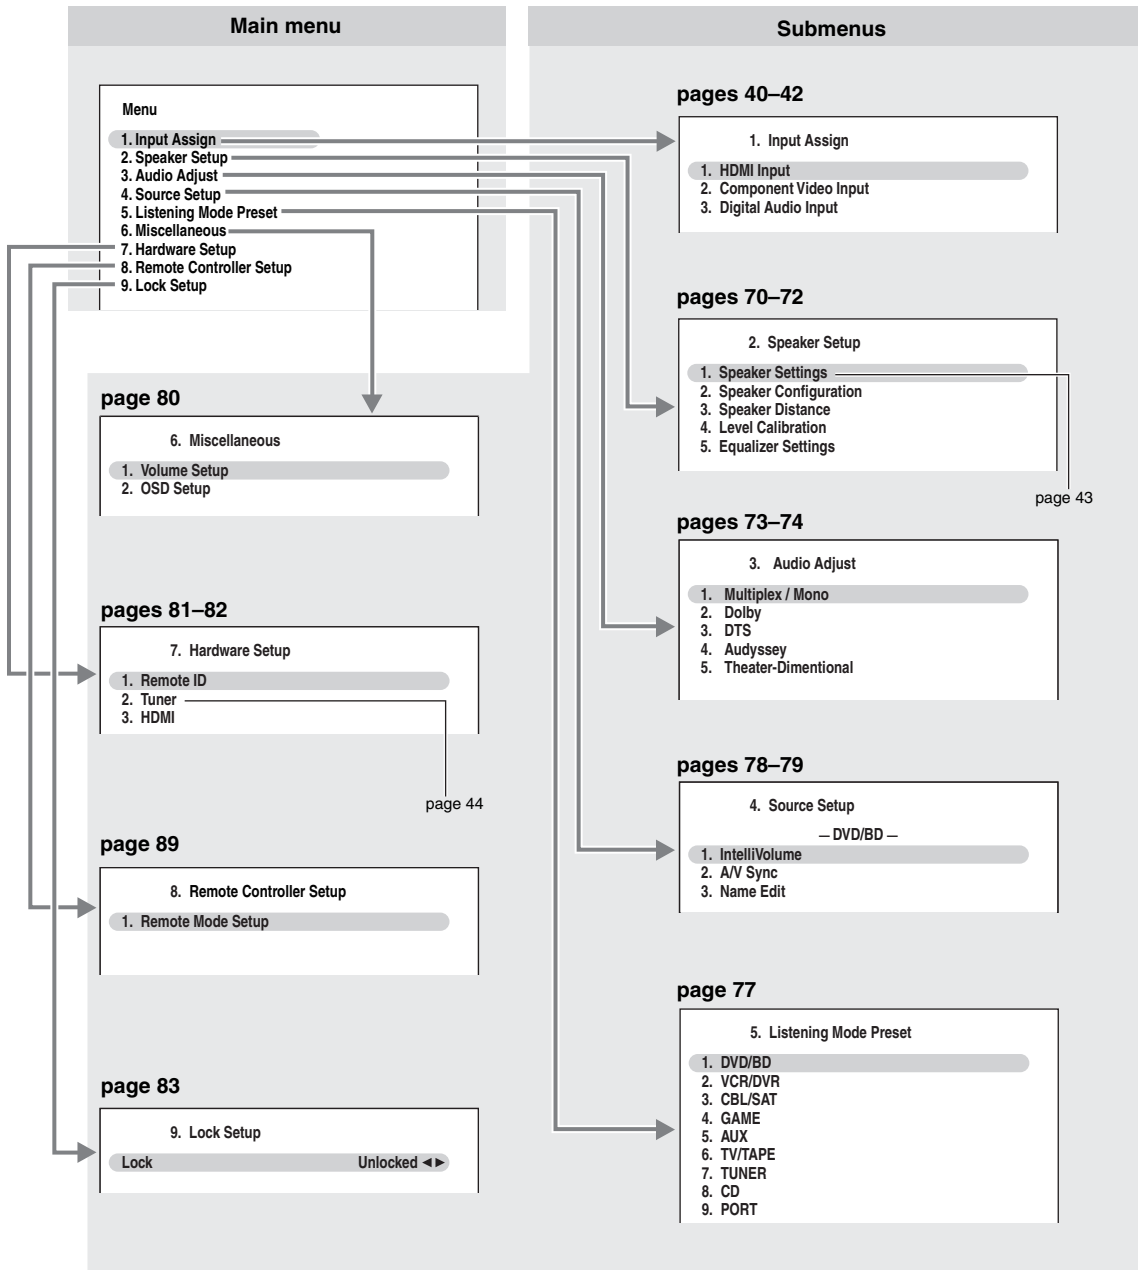 Main menu
Submenus
Menu
1. Input Assign
2. Speaker Setup
3. Audio Adjust
4. Source Setup
5. Listening Mode Preset
6. Miscellaneous
7. Hardware Setup
8. Remote Controller Setup
9. Lock Setup
page 80
6. Miscellaneous
1. Volume Setup
2. OSD Setup
pages 81–82
7. Hardware Setup
1. Remote ID
2. Tuner
3. HDMI
page 44
page 89
8. Remote Controller Setup
1. Remote Mode Setup
page 83
9. Lock Setup
Lock Unlocked ◄►
pages 40–42
1. Input Assign
1. HDMI Input
2. Component Video Input
3. Digital Audio Input
pages 70–72
2. Speaker Setup
1. Speaker Settings
2. Speaker Configuration
3. Speaker Distance
4. Level Calibration
5. Equalizer Settings
page 43
pages 73–74
3. Audio Adjust
1. Multiplex / Mono
2. Dolby
3. DTS
4. Audyssey
5. Theater-Dimentional
pages 78–79
4. Source Setup
— DVD/BD —
1. IntelliVolume
2. A/V Sync
3. Name Edit
page 77
5. Listening Mode Preset
1. DVD/BD
2. VCR/DVR
3. CBL/SAT
4. GAME
5. AUX
6. TV/TAPE
7. TUNER
8. CD
9. PORT